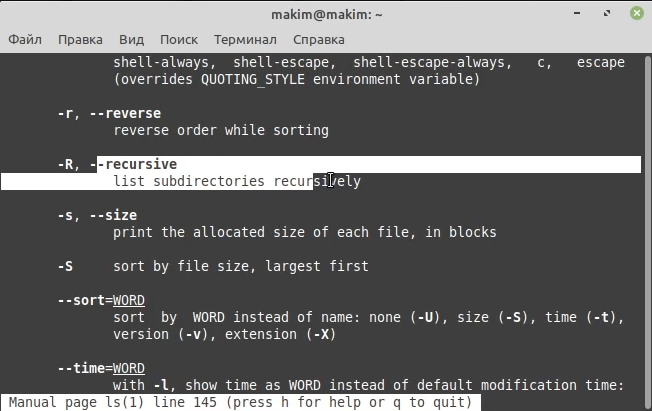 makim@makim: ~
Файл Правка Вид Поиск Терминал Справка
shell-always, shell-escape, shell-escape-always, c, escape
(overrides QUOTING_STYLE environment variable)
-r, --reverse
reverse order while sorting
-R, --recursive
list subdirectories recursively
-s, --size
print the allocated size of each file, in blocks
-S sort by file size, largest first
--sort=WORD
sort by WORD instead of name: none (-U), size (-S), time (-t),
version (-v), extension (-X)
--time=WORD
with -l, show time as WORD instead of default modification time:
Manual page ls(1) line 145 (press h for help or q to quit)